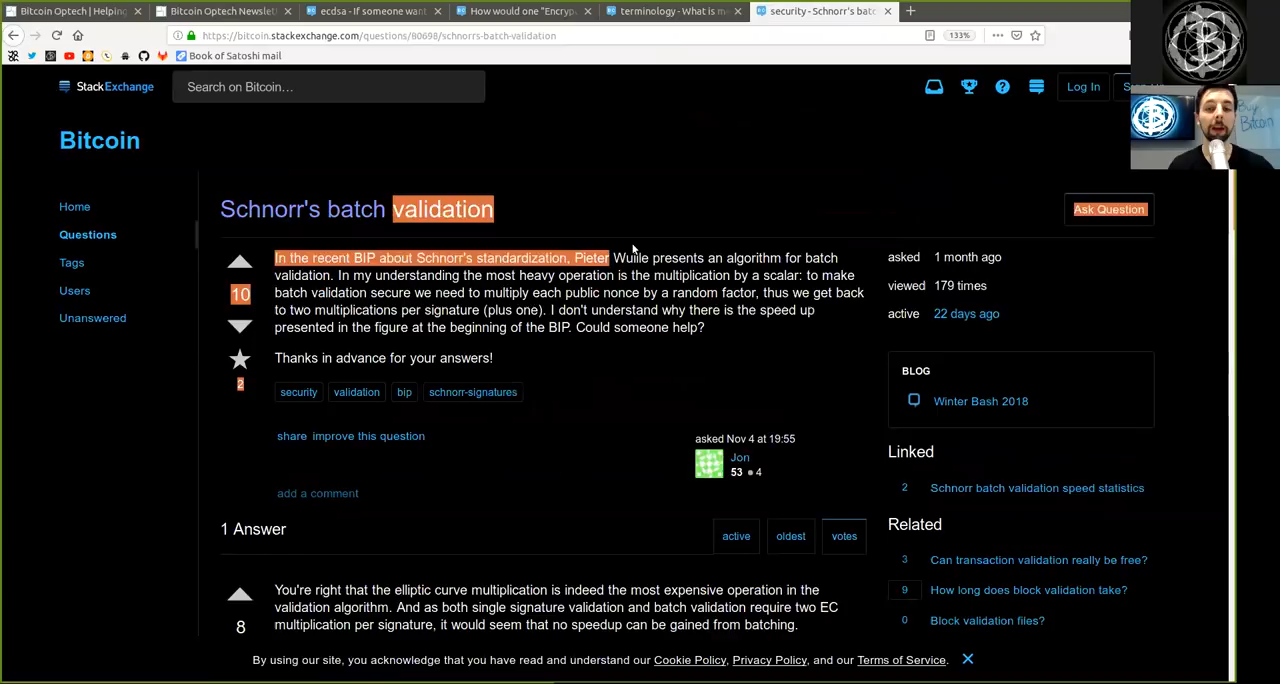 Bitcoin Optech | Helping
Bitcoin Optech Newslet
ecdsa - If someone want
How would one "Encryp
terminology - What is m
security - Schnorr's batc
https://bitcoin.stackexchange.com/questions/80698/schnorrs-batch-validation
133%
Book of Satoshi mail
StackExchange
Search on Bitcoin…
Log In
Buy
Bitcoin
Bitcoin
Home
Questions
Tags
Users
Unanswered
Schnorr's batch validation
Ask Question
10
2
In the recent BIP about Schnorr's standardization, Pieter Wuille presents an algorithm for batch
validation. In my understanding the most heavy operation is the multiplication by a scalar: to make
batch validation secure we need to multiply each public nonce by a random factor, thus we get back
to two multiplications per signature (plus one). I don't understand why there is the speed up
presented in the figure at the beginning of the BIP. Could someone help?
Thanks in advance for your answers!
security
validation
bip
schnorr-signatures
share improve this question
asked Nov 4 at 19:55
Jon
53 4
add a comment
asked 1 month ago
viewed 179 times
active 22 days ago
BLOG
Winter Bash 2018
Linked
2 Schnorr batch validation speed statistics
Related
3 Can transaction validation really be free?
9 How long does block validation take?
0 Block validation files?
1 Answer
active
oldest
votes
8
You're right that the elliptic curve multiplication is indeed the most expensive operation in the
validation algorithm. And as both single signature validation and batch validation require two EC
multiplication per signature, it would seem that no speedup can be gained from batching.
By using our site, you acknowledge that you have read and understand our Cookie Policy, Privacy Policy, and our Terms of Service.